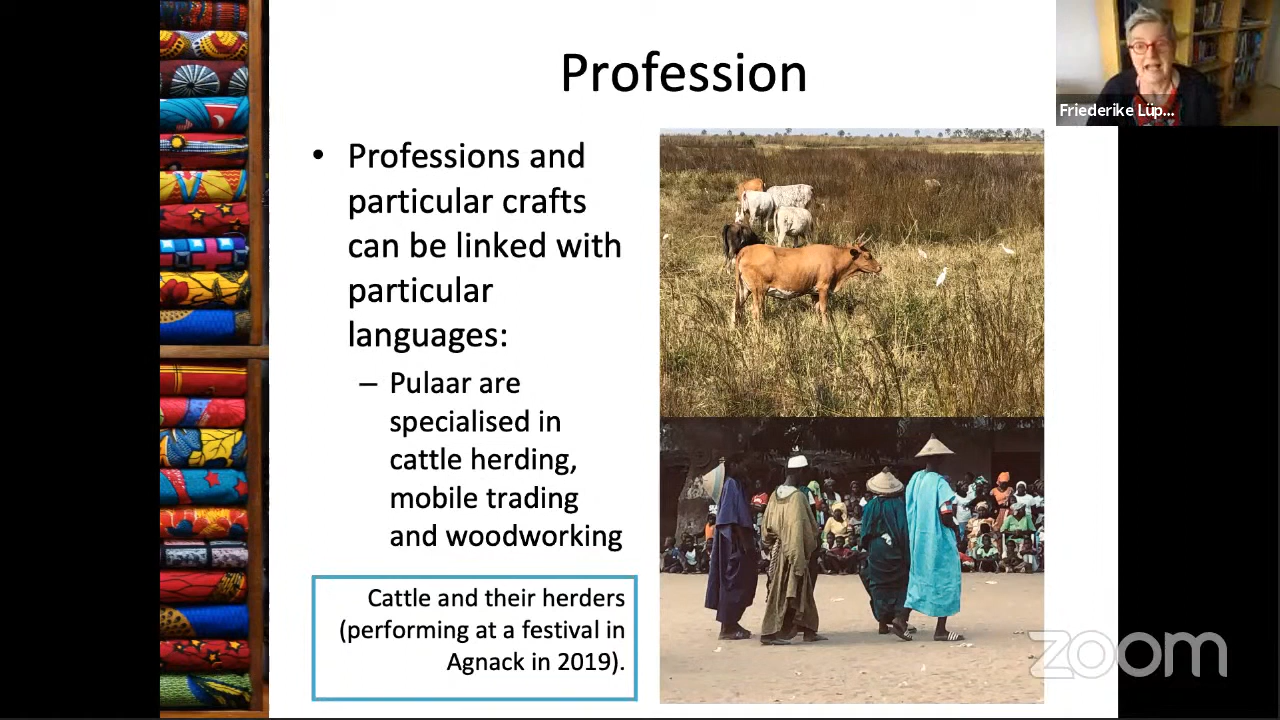 Profession
• Professions and
particular crafts
can be linked with
particular
languages:
– Pulaar are
specialised in
cattle herding,
mobile trading
and woodworking
Cattle and their herders
(performing at a festival in
Agnack in 2019).
Friederike Lüp...
zoom